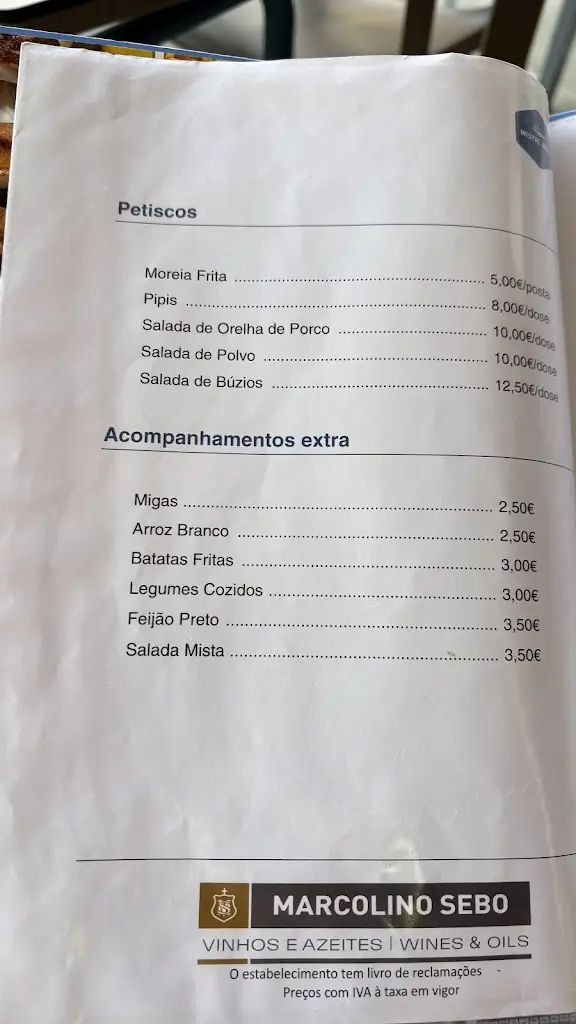 Petiscos
Moreia Frita ........ 5,00€/posta
Pipis ........ 8,00€/dose
Salada de Orelha de Porco ........ 10,00€/dose
Salada de Polvo ........ 10,00€/dose
Salada de Búzios ........ 12,50€/dose
Acompanhamentos extra
Migas ........ 2,50€
Arroz Branco ........ 2,50€
Batatas Fritas ........ 3,00€
Legumes Cozidos ........ 3,00€
Feijão Preto ........ 3,50€
Salada Mista ........ 3,50€
MARCOLINO SEBO
VINHOS E AZEITES | WINES & OILS
O estabelecimento tem livro de reclamações -
Preços com IVA à taxa em vigor